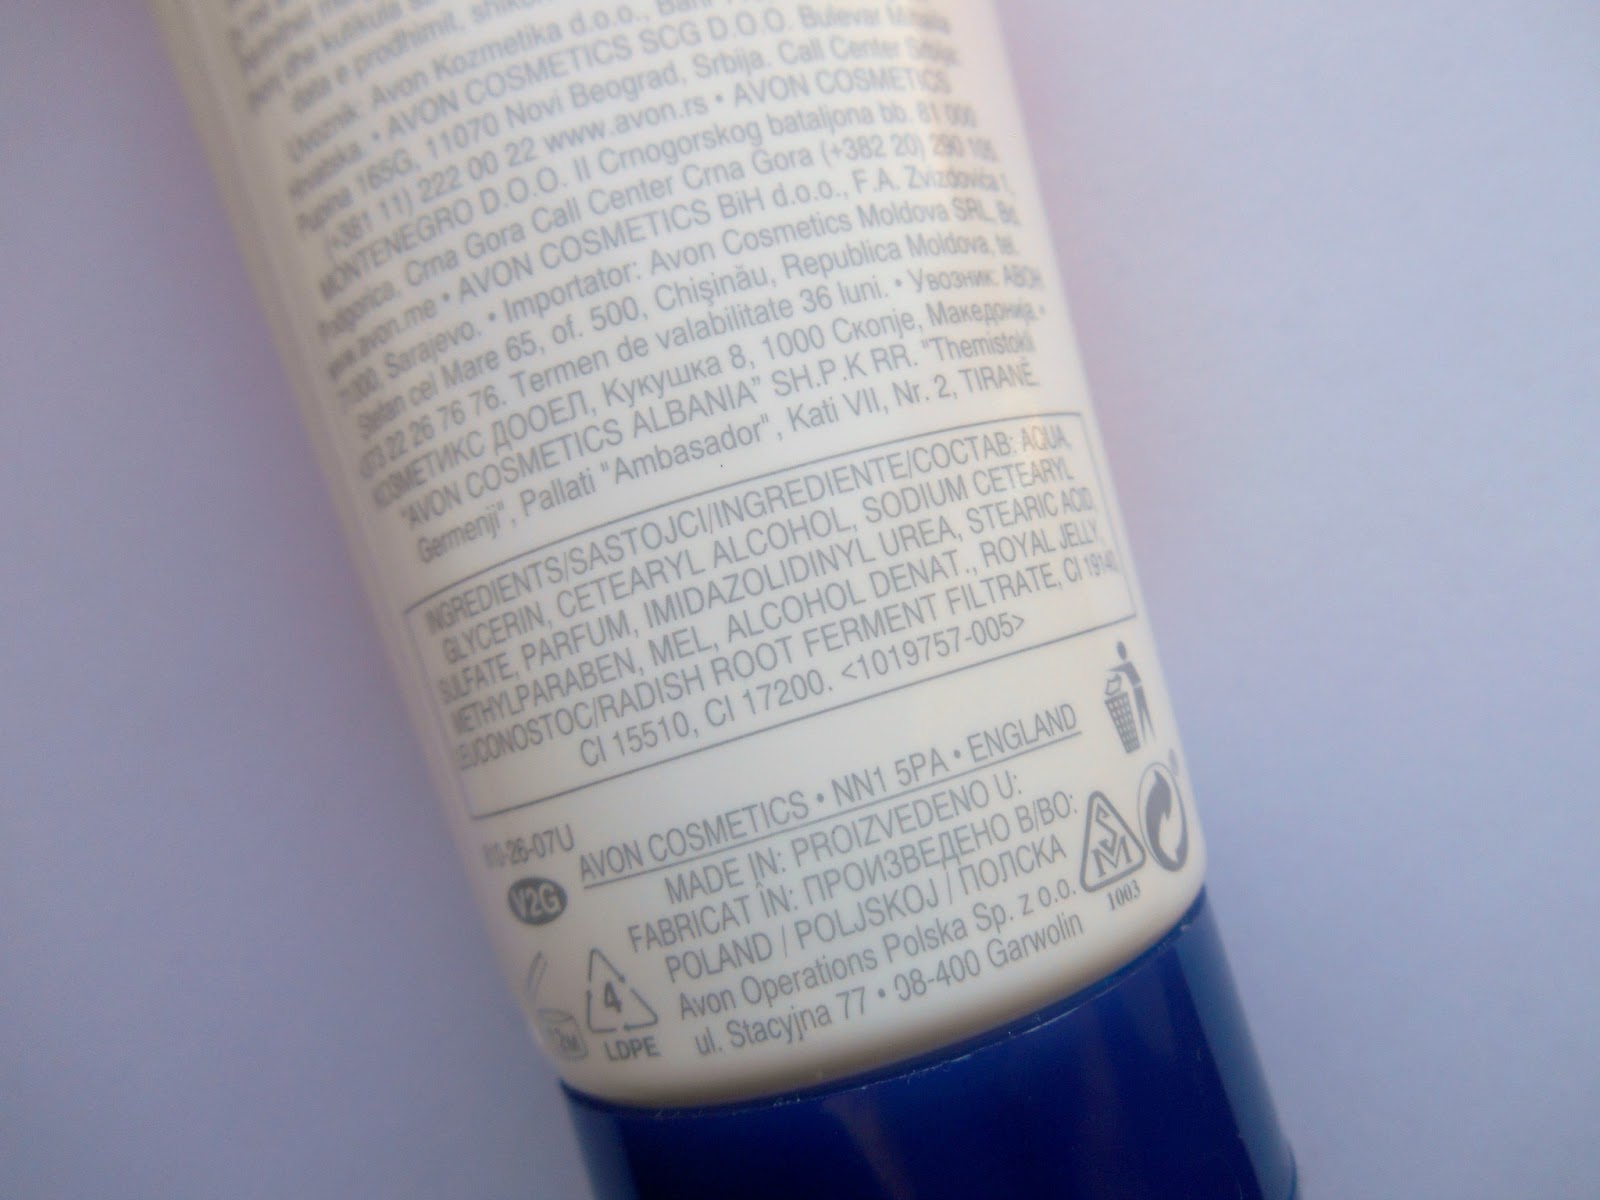 data e prodhimit, shikoni
Uvoznik: Avon Kozmetika d.o.o.,
Hrvatska. • AVON COSMETICS SCG D.O.O. Bulevar Mihaila
Pupina 165G, 11070 Novi Beograd, Srbija. Call Center Srbija:
(+381 11) 222 00 22 www.avon.rs • AVON COSMETICS
MONTENEGRO D.O.O. II Crnogorskog bataljona bb. 81 000
Podgorica, Crna Gora Call Center Crna Gora (+382 20) 290 105
www.avon.me • AVON COSMETICS BiH d.o.o., F.A. Zvizdovića 1,
71000, Sarajevo. • Importator: Avon Cosmetics Moldova SRL, Bd.
Ştefan cel Mare 65, of. 500, Chişinău, Republica Moldova, tel.
+373 22 26 76 76. Termen de valabilitate 36 luni. • Увозник: АВОН
КОЗМЕТИКС ДООЕЛ, Кукушка 8, 1000 Скопје, Македонија. •
"AVON COSMETICS ALBANIA" SH.P.K RR. "Themistokli
Germenji", Pallati "Ambasador", Kati VII, Nr. 2, TIRANË.
INGREDIENTS/SASTOJCI/INGREDIENTE/СОСТАВ: AQUA,
GLYCERIN, CETEARYL ALCOHOL, SODIUM CETEARYL
SULFATE, PARFUM, IMIDAZOLIDINYL UREA, STEARIC ACID,
METHYLPARABEN, MEL, ALCOHOL DENAT., ROYAL JELLY,
LEUCONOSTOC/RADISH ROOT FERMENT FILTRATE, CI 19140,
CI 15510, CI 17200. <1019757-005>
AVON COSMETICS • NN1 5PA • ENGLAND
MADE IN: PROIZVEDENO U:
FABRICAT ÎN: ПРОИЗВЕДЕНО В/ВО:
POLAND / POLJSKOJ / ПОЛСКА
Avon Operations Polska Sp. z o.o.
ul. Stacyjna 77 • 08-400 Garwolin
V2G
4
LDPE
12M
SM
1003